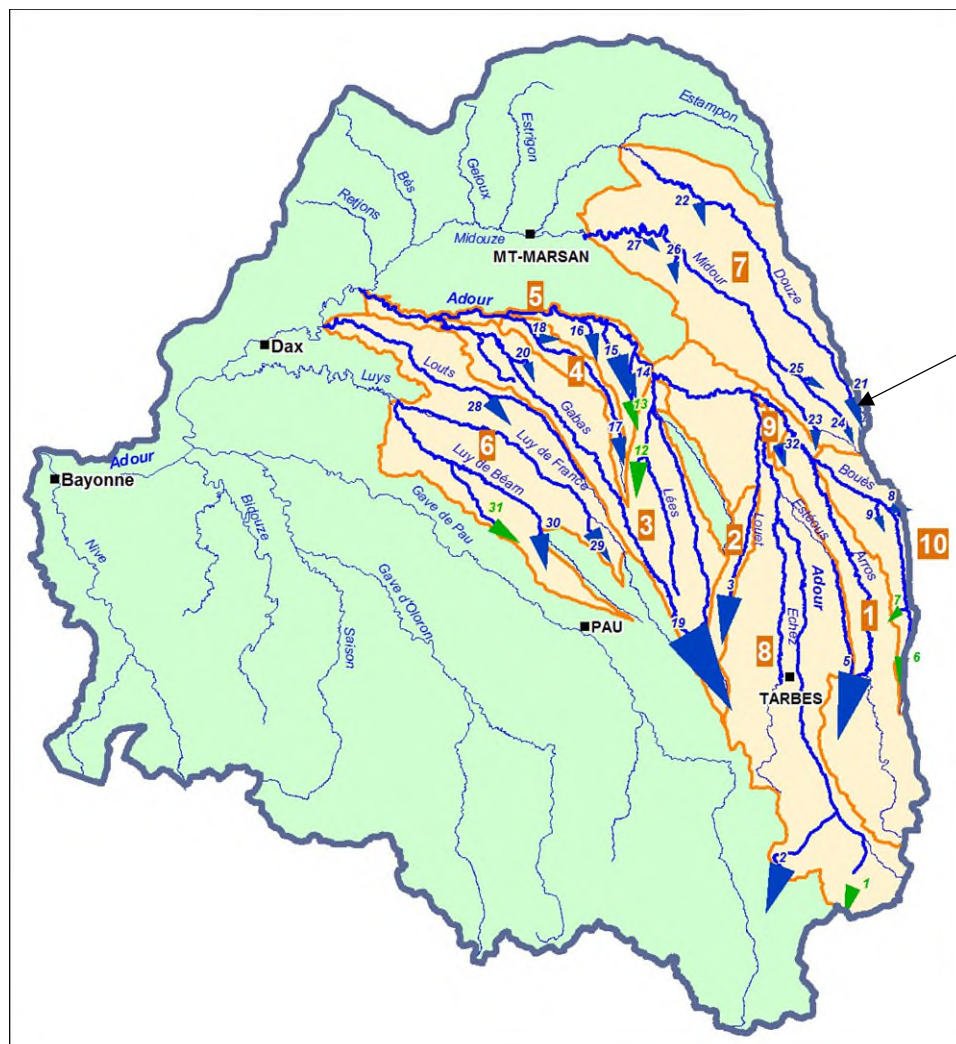 Estampon
Estrigon
Geloux
Bès
Retjons
22
Midouze
MT-MARSAN
27
26
7
Midour
Douze
5
Adour
18
16
15
14
Dax
20
4
25
21
Louts
13
Luys
28
Gabas
17
23
24
9
32
6
Luy de France
12
Bouès
8
Adour
Bayonne
Luy de Béarn
Lées
9
Bidouze
Gave de Pau
31
30
29
3
2
Louet
Estéous
10
Nive
3
Adour
Arros
7
Gave d'Oloron
Saison
PAU
19
8
Echez
1
6
5
TARBES
2
1